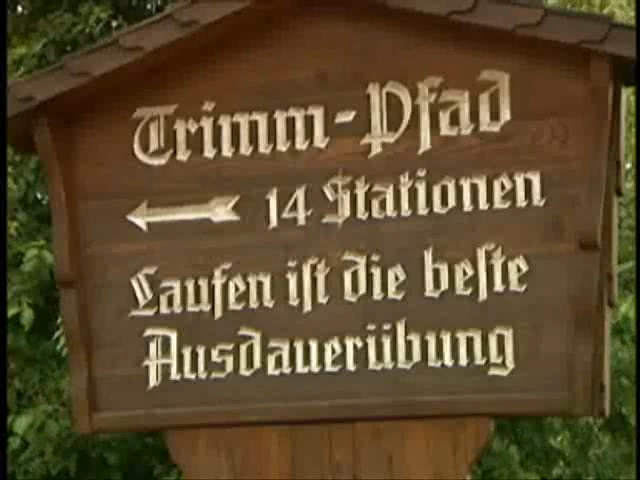 Trimm-Pfad
14 Stationen
Laufen iſt die beſte
Ausdauerübung